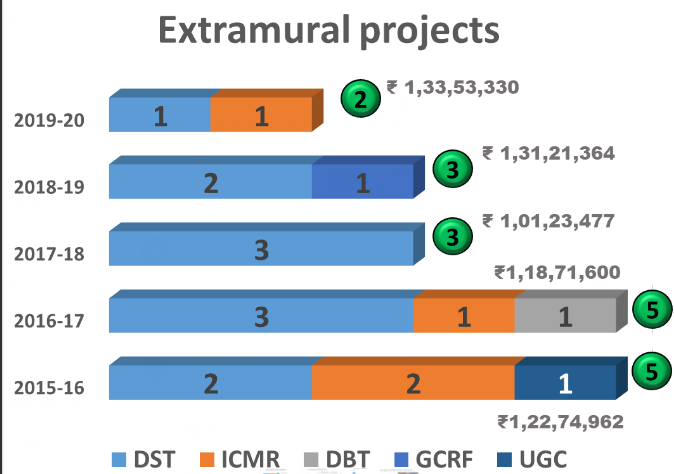 Extramural projects
2019-20 1 1 2 ₹ 1,33,53,330
2018-19 2 1 3 ₹ 1,31,21,364
2017-18 3 3 ₹ 1,01,23,477
₹1,18,71,600
2016-17 3 1 1 5
2015-16 2 2 1 5
₹1,22,74,962
DST ICMR DBT GCRF UGC